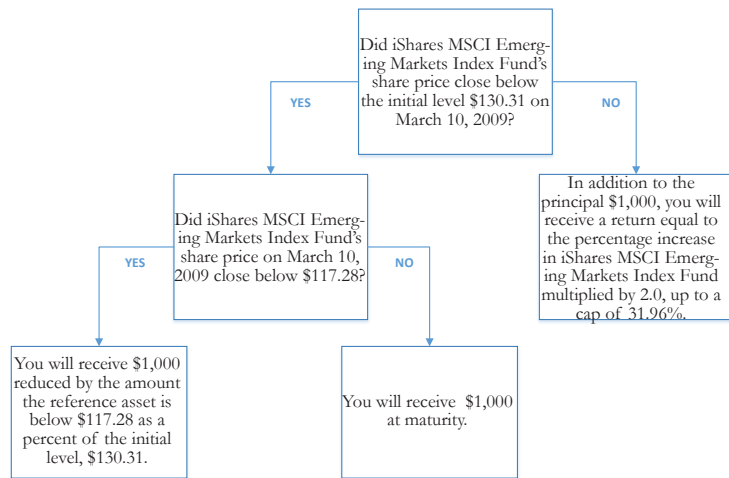 Did iShares MSCI Emerg-
ing Markets Index Fund's
share price close below
the initial level $130.31 on
March 10, 2009?
YES
NO
Did iShares MSCI Emerg-
ing Markets Index Fund's
share price on March 10,
2009 close below $117.28?
In addition to the
principal $1,000, you will
receive a return equal to
the percentage increase
in iShares MSCI Emerg-
ing Markets Index Fund
multiplied by 2.0, up to a
cap of 31.96%.
YES
NO
You will receive $1,000
reduced by the amount
the reference asset is
below $117.28 as a
percent of the initial
level, $130.31.
You will receive $1,000
at maturity.